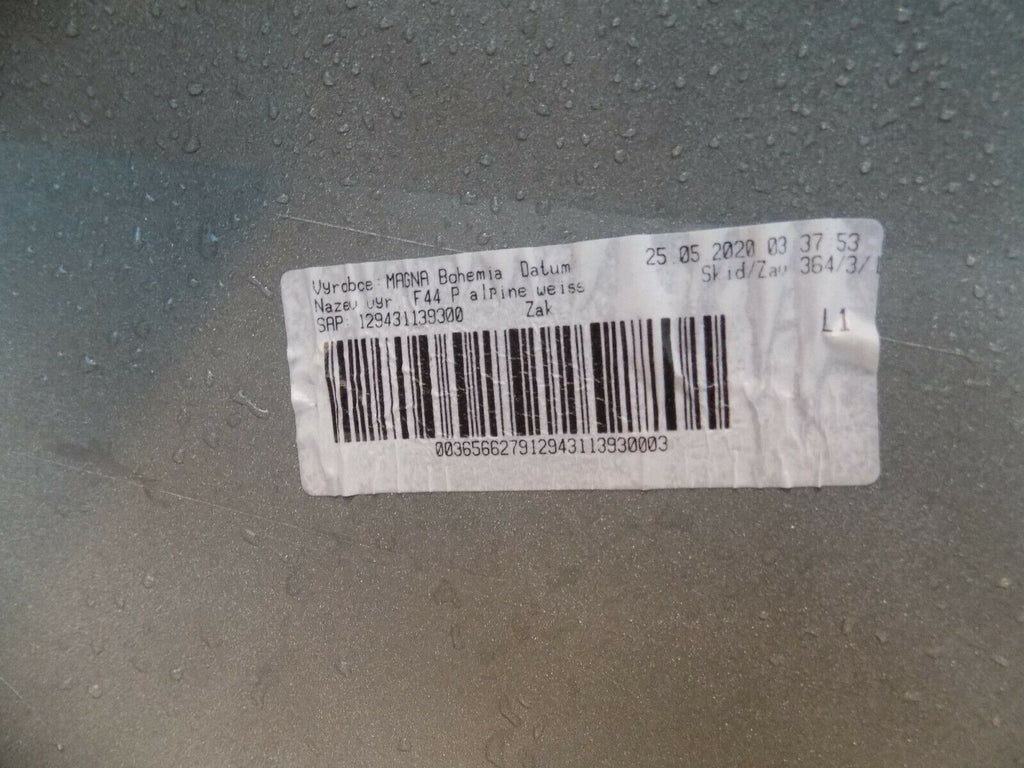 Vyrobce: MAGNA Bohemia Datum 25.05 2020 03 37 53
Nazev vyr F44 P alpine weiss Skid/Zav 364/3/
SAP: 129431139300 Zak L1
003656627912943113930003